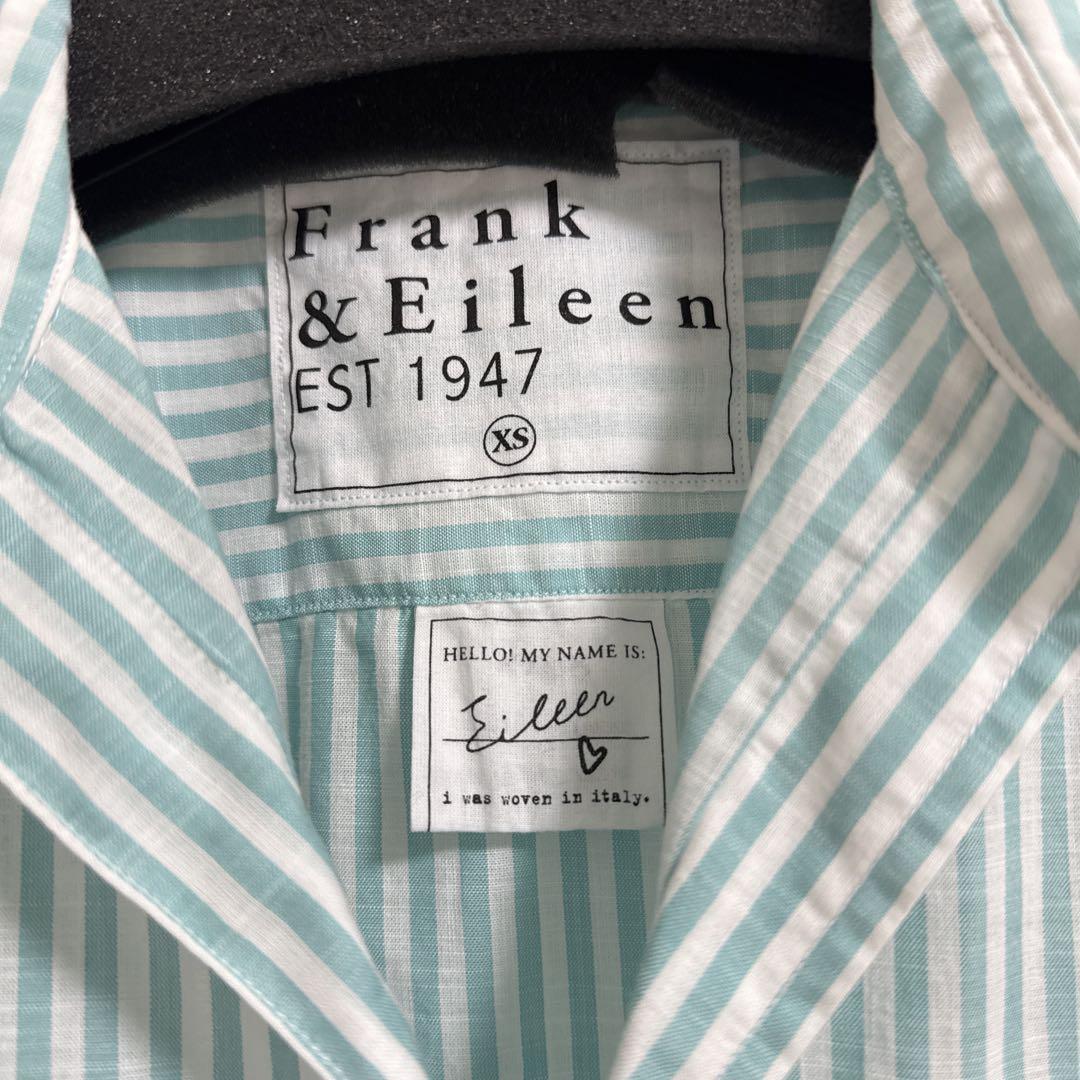 Frank
& Eileen
EST 1947
XS
HELLO! MY NAME IS:
Eileen
i was woven in italy.